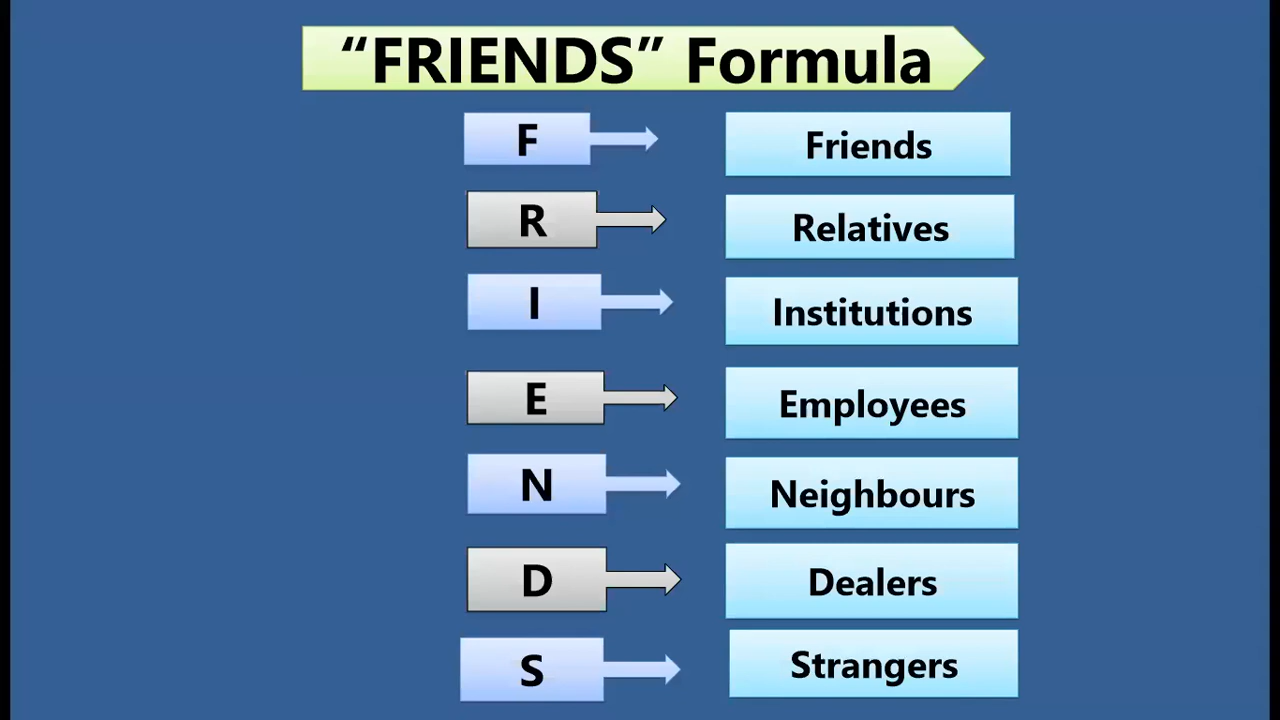 “FRIENDS” Formula
F Friends
R Relatives
I Institutions
E Employees
N Neighbours
D Dealers
S Strangers